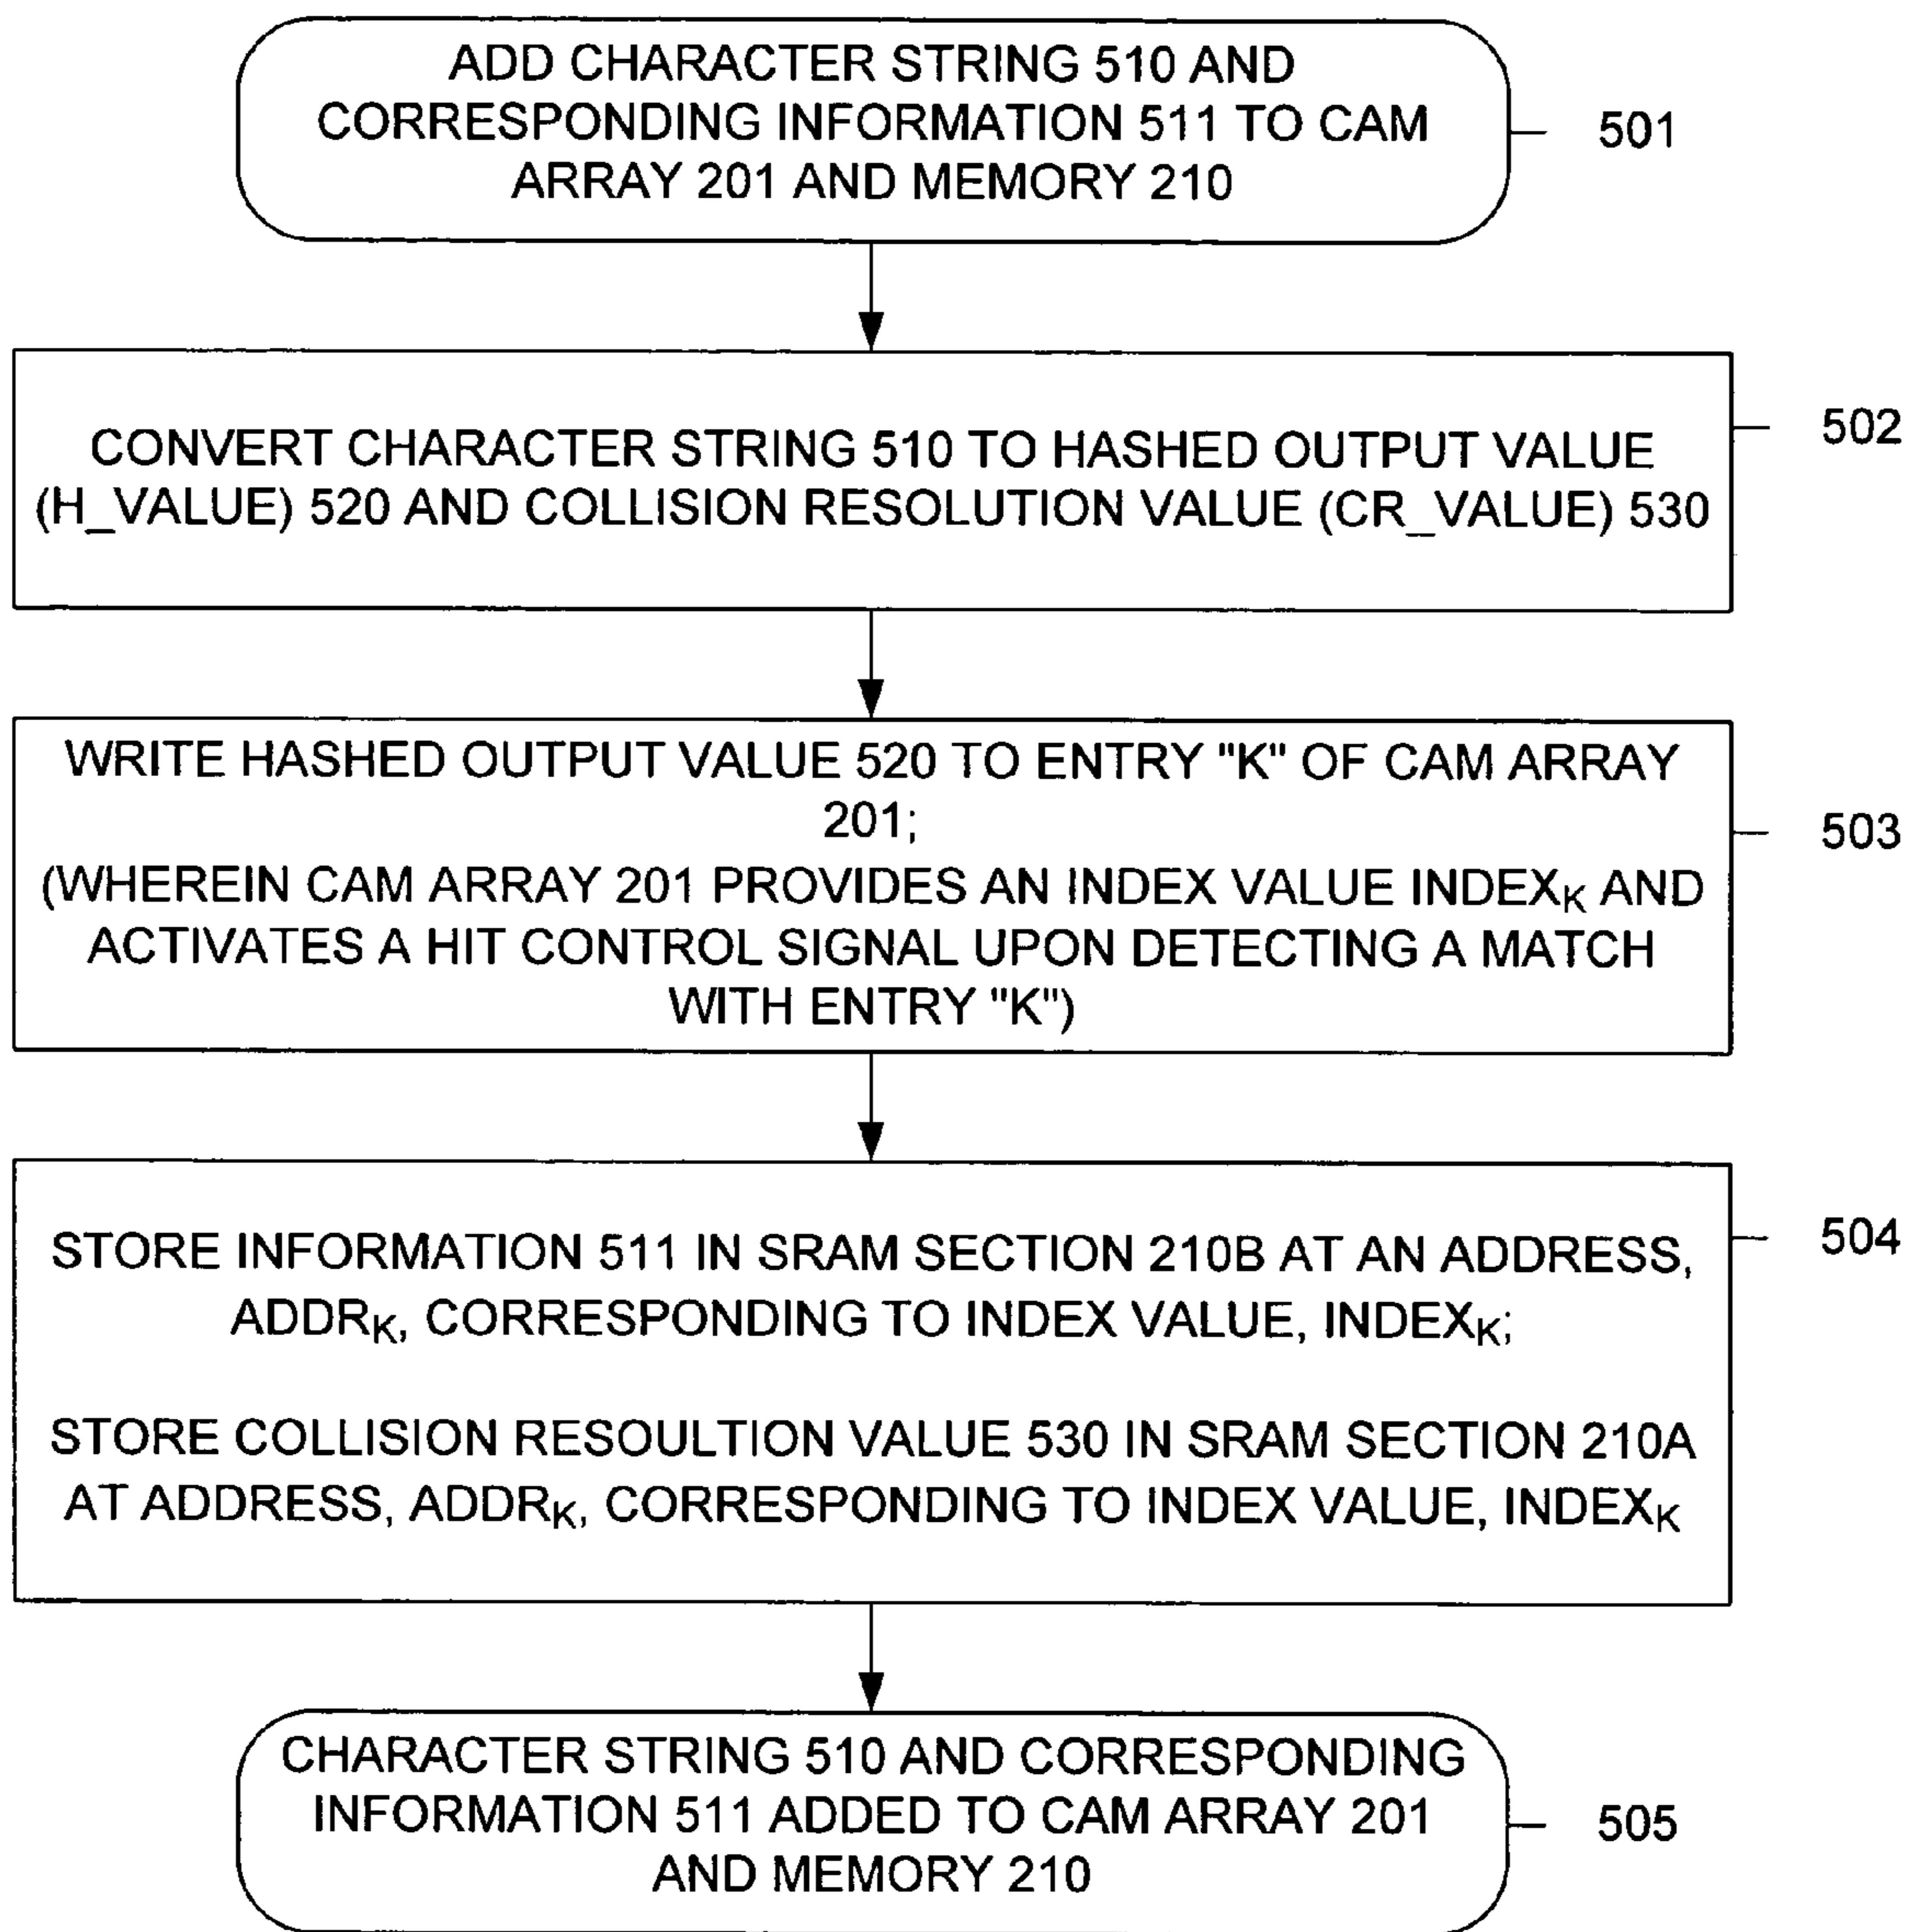 ADD CHARACTER STRING 510 AND
CORRESPONDING INFORMATION 511 TO CAM
ARRAY 201 AND MEMORY 210
501
CONVERT CHARACTER STRING 510 TO HASHED OUTPUT VALUE
(H_VALUE) 520 AND COLLISION RESOLUTION VALUE (CR_VALUE) 530
502
WRITE HASHED OUTPUT VALUE 520 TO ENTRY "K" OF CAM ARRAY
201;
(WHEREIN CAM ARRAY 201 PROVIDES AN INDEX VALUE INDEXK AND
ACTIVATES A HIT CONTROL SIGNAL UPON DETECTING A MATCH
WITH ENTRY "K")
503
STORE INFORMATION 511 IN SRAM SECTION 210B AT AN ADDRESS,
ADDRK, CORRESPONDING TO INDEX VALUE, INDEXK;
STORE COLLISION RESOULTION VALUE 530 IN SRAM SECTION 210A
AT ADDRESS, ADDRK, CORRESPONDING TO INDEX VALUE, INDEXK
504
CHARACTER STRING 510 AND CORRESPONDING
INFORMATION 511 ADDED TO CAM ARRAY 201
AND MEMORY 210
505